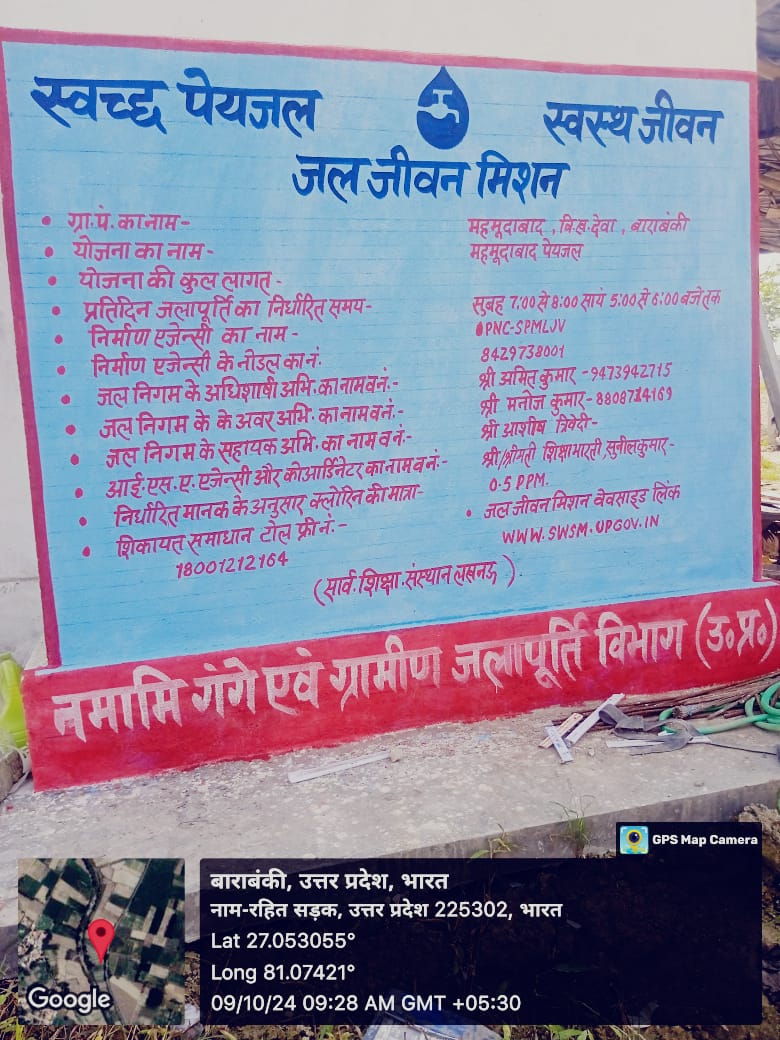 स्वच्छ पेयजल स्वस्थ जीवन
जल जीवन मिशन
• ग्रा.पं. का नाम- महमूदाबाद, वि.ख. देवा, बाराबंकी
• योजना का नाम- महमूदाबाद पेयजल
• योजना की कुल लागत-
• प्रतिदिन जलापूर्ति का निर्धारित समय- सुबह 7:00 से 8:00 सायं 5:00 से 6:00 बजे तक
• निर्माण एजेन्सी का नाम- PNC-SPMLJV
• निर्माण एजेन्सी के नोडल का नं: 8429738001
• जल निगम के अधिशाषी अभि. का नाम व नं:- श्री अमित कुमार -9473942715
• जल निगम के के अवर अभि. का नाम व नं:- श्री मनोज कुमार-8808714169
• जल निगम के सहायक अभि. का नाम व नं:- श्री आशीष त्रिवेदी-
• आई.एस.ए. एजेन्सी और कोआर्डिनेटर का नाम व नं:- श्री/श्रीमती शिक्षा भारती, सुनील कुमार-
• निर्धारित मानक के अनुसार क्लोरिन की मात्रा- 0.5 PPM.
• शिकायत समाधान टोल फ्री नं:- • जल जीवन मिशन वेवसाइड लिंक
18001212164 WWW.SWSM.UPGOV.IN
(सार्व. शिक्षा. संस्थान लखनऊ)
नमामि गंगे एवं ग्रामीण जलापूर्ति विभाग (उ०प्र०)
GPS Map Camera
बाराबंकी, उत्तर प्रदेश, भारत
नाम-रहित सड़क, उत्तर प्रदेश 225302, भारत
Lat 27.053055°
Long 81.07421°
09/10/24 09:28 AM GMT +05:30
Google